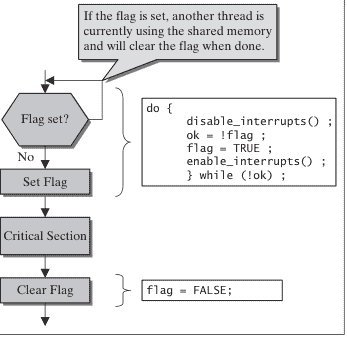 If the flag is set, another thread is
currently using the shared memory
and will clear the flag when done.
Flag set?
No
Set Flag
Critical Section
Clear Flag
do {
disable_interrupts() ;
ok = !flag ;
flag = TRUE ;
enable_interrupts() ;
} while (!ok) ;
flag = FALSE;